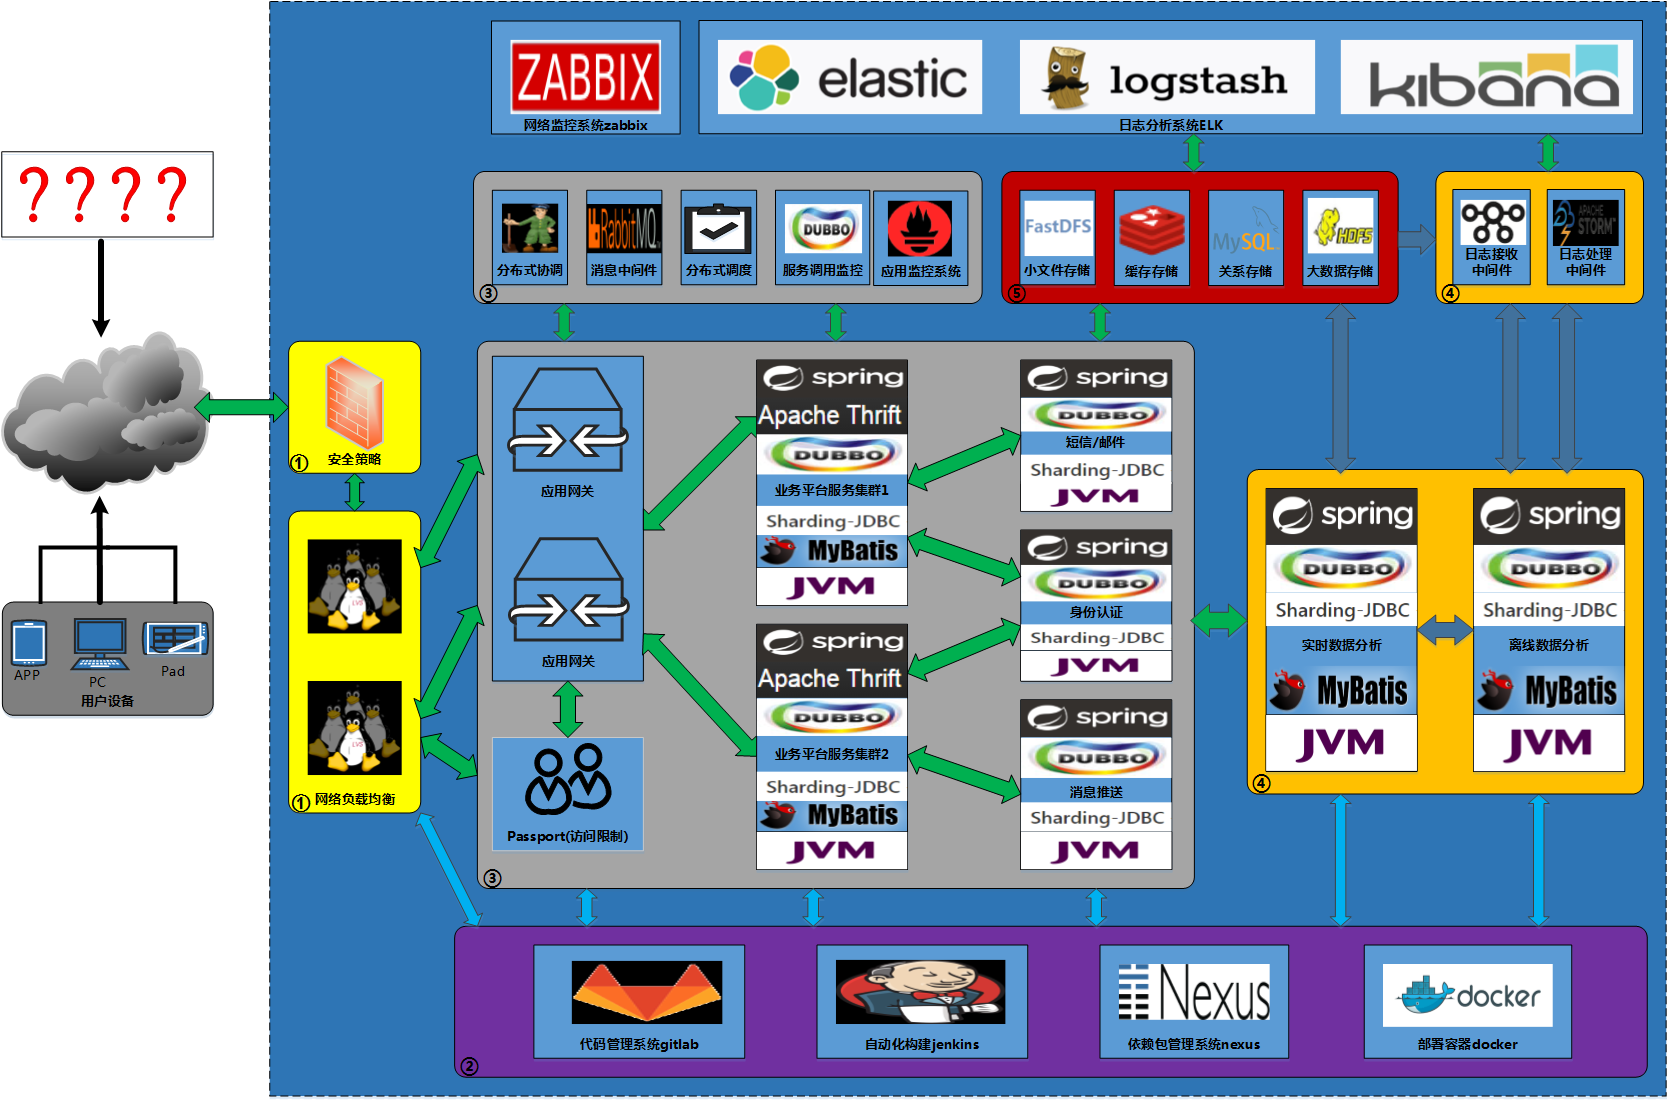 ZABBIX
网络监控系统zabbix
elastic
logstash
kibana
日志分析系统ELK
????
分布式协调
RabbitMQ
消息中间件
分布式调度
DUBBO
服务调用监控
应用监控系统
③
FastDFS
小文件存储
缓存存储
MySQL
关系存储
HDFS
大数据存储
⑤
日志接收
中间件
APACHE
STORM
日志处理
中间件
④
安全策略
①
LVS
LVS
网络负载均衡
①
APP
PC
Pad
用户设备
应用网关
应用网关
Passport(访问限制)
③
spring
Apache Thrift
DUBBO
业务平台服务集群1
Sharding-JDBC
MyBatis
JVM
spring
Apache Thrift
DUBBO
业务平台服务集群2
Sharding-JDBC
MyBatis
JVM
spring
DUBBO
短信/邮件
Sharding-JDBC
JVM
spring
DUBBO
身份认证
Sharding-JDBC
JVM
spring
DUBBO
消息推送
Sharding-JDBC
JVM
spring
DUBBO
Sharding-JDBC
实时数据分析
MyBatis
JVM
spring
DUBBO
Sharding-JDBC
离线数据分析
MyBatis
JVM
④
代码管理系统gitlab
自动化构建jenkins
Nexus
依赖包管理系统nexus
docker
部署容器docker
②